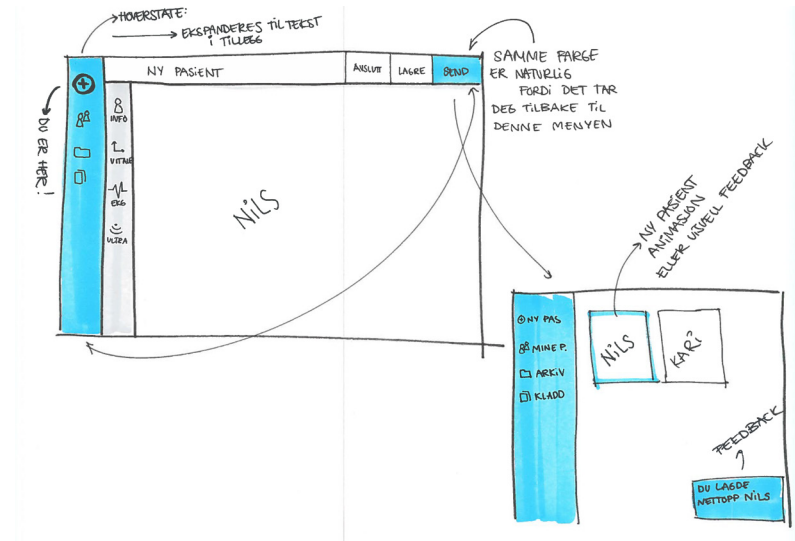 HOVERSTATE:
EKSPANDERES TIL TEKST
I TILLEGG
NY PASIENT
AVSLUTT
LAGRE
SEND
SAMME FARGE
ER NATURLIG
FORDI DET TAR
DEG TILBAKE TIL
DENNE MENYEN
DU ER HER!
INFO
VITALE
EKG
ULTRA
NILS
NY PASIENT
ANIMASJON
ELLER VISUELL FEEDBACK
NY PAS
MINE P.
ARKIV
KLADD
NILS
KARI
FEEDBACK
DU LAGDE
NETTOPP NILS